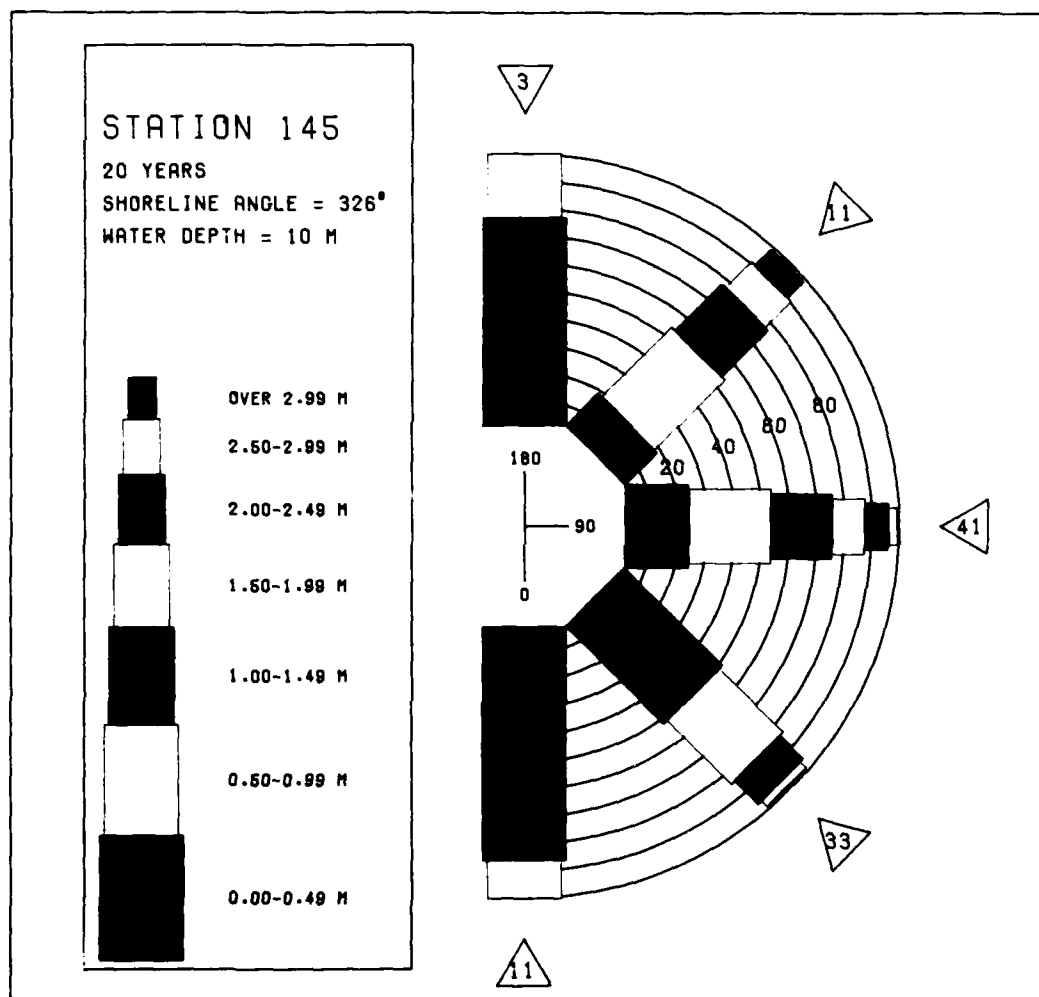 STATION 145
20 YEARS
SHORELINE ANGLE = 326°
WATER DEPTH = 10 M
OVER 2.99 M
2.50-2.99 M
2.00-2.49 M
1.50-1.99 M
1.00-1.49 M
0.50-0.99 M
0.00-0.49 M
3
11
80
60
40
20
180
90
0
41
33
11